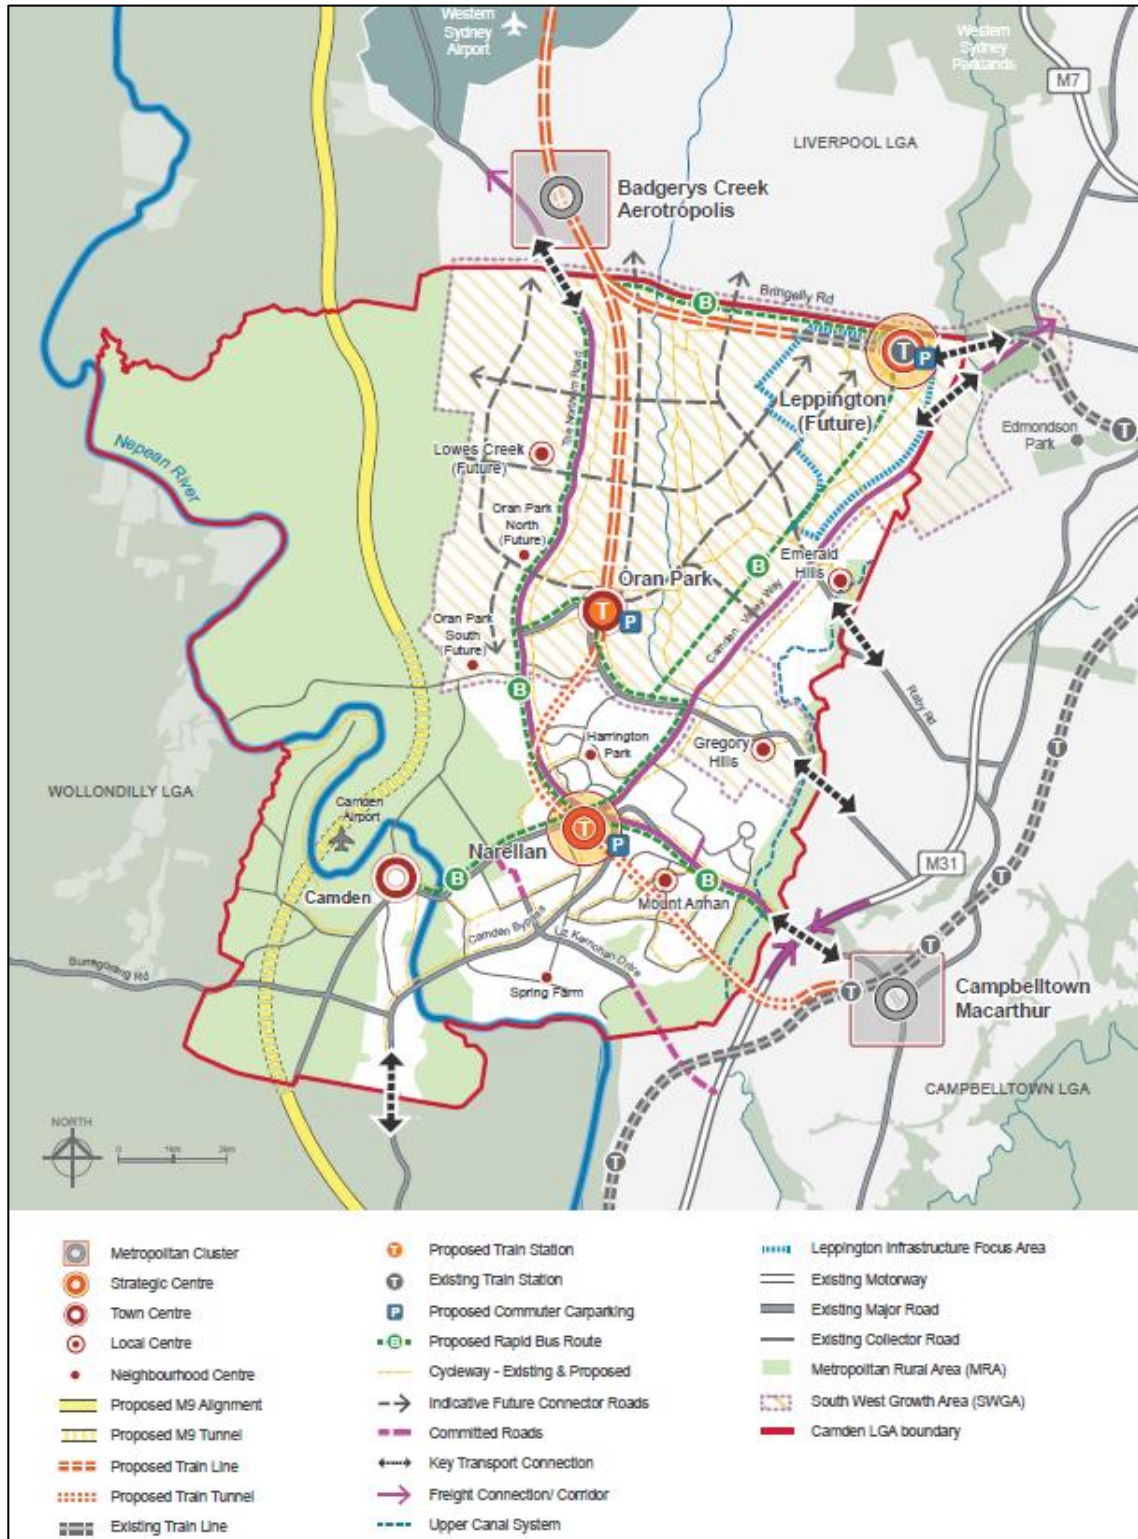 Western
Sydney
Airport
Western
Sydney
Parklands
M7
LIVERPOOL LGA
Badgerys Creek
Aerotropolis
Bringelly Rd
B
T
P
Leppington
(Future)
Edmondson
Park
T
The Northern Road
Lowes Creek
(Future)
Nepean River
Oran Park
North
(Future)
Emerald
Hills
B
Oran Park
T
P
Camden Valley Way
Oran Park
South
(Future)
B
Raby Rd
Harrington
Park
Gregory
Hills
T
WOLLONDILLY LGA
Camden
Airport
T
Narellan
P
M31
B
B
T
Camden
Mount Annan
Camden Bypass
Liz Kernohan Drive
T
Burragorang Rd
Spring Farm
T
Campbelltown
Macarthur
CAMPBELLTOWN LGA
NORTH
0 1km 2km
T
Metropolitan Cluster
Strategic Centre
Town Centre
Local Centre
Neighbourhood Centre
Proposed M9 Alignment
Proposed M9 Tunnel
Proposed Train Line
Proposed Train Tunnel
Existing Train Line
T Proposed Train Station
T Existing Train Station
P Proposed Commuter Carparking
B Proposed Rapid Bus Route
Cycleway - Existing & Proposed
Indicative Future Connector Roads
Committed Roads
Key Transport Connection
Freight Connection/ Corridor
Upper Canal System
Leppington Infrastructure Focus Area
Existing Motorway
Existing Major Road
Existing Collector Road
Metropolitan Rural Area (MRA)
South West Growth Area (SWGA)
Camden LGA boundary